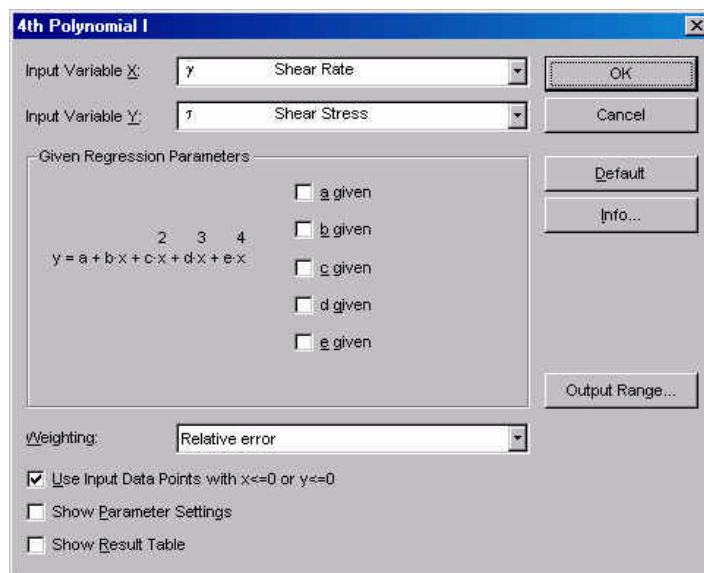 4th Polynomial I
Input Variable X: γ Shear Rate
OK
Input Variable Y: τ Shear Stress
Cancel
Given Regression Parameters
Default
Info...
a given
b given
2 3 4
y = a + b·x + c·x + d·x + e·x
c given
d given
e given
Output Range...
Weighting: Relative error
Use Input Data Points with x<=0 or y<=0
Show Parameter Settings
Show Result Table